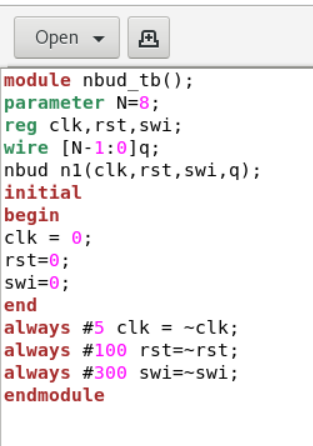 Open
module nbud_tb();
parameter N=8;
reg clk,rst,swi;
wire [N-1:0]q;
nbud n1(clk,rst,swi,q);
initial
begin
clk = 0;
rst=0;
swi=0;
end
always #5 clk = ~clk;
always #100 rst=~rst;
always #300 swi=~swi;
endmodule